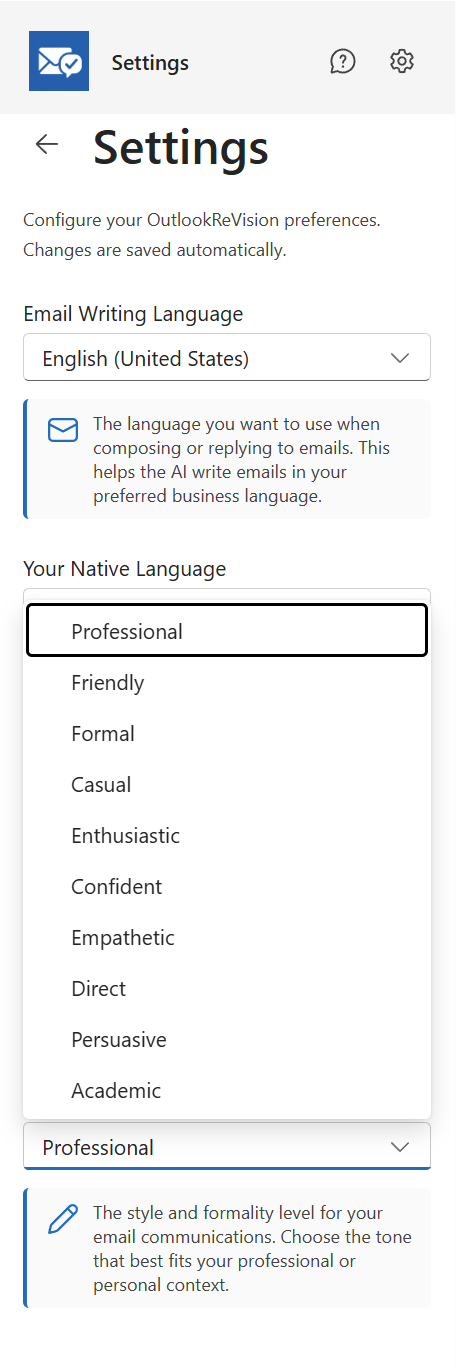 Settings
Settings
Configure your OutlookReVision preferences.
Changes are saved automatically.
Email Writing Language
English (United States)
The language you want to use when
composing or replying to emails. This
helps the AI write emails in your
preferred business language.
Your Native Language
Professional
Friendly
Formal
Casual
Enthusiastic
Confident
Empathetic
Direct
Persuasive
Academic
Professional
The style and formality level for your
email communications. Choose the tone
that best fits your professional or
personal context.